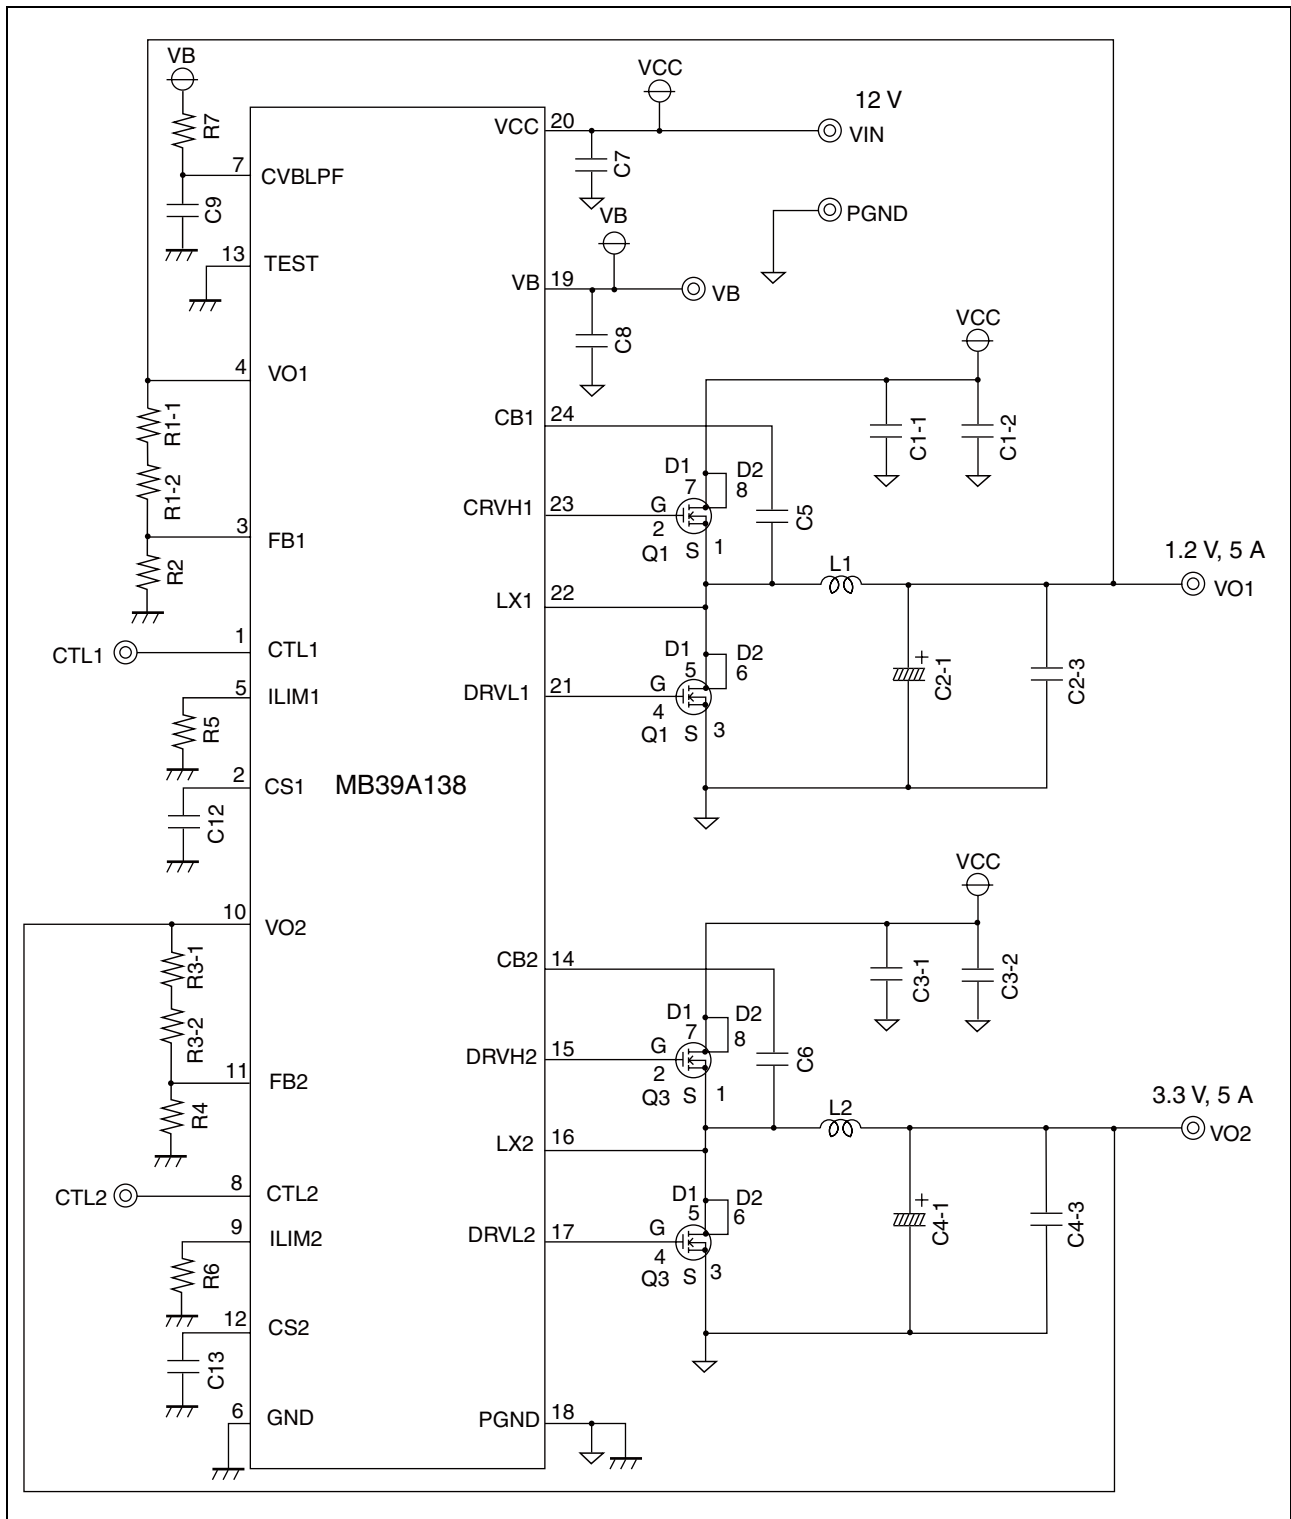 VB
VCC
12 V
R7
VCC
20
VIN
7
CVBLPF
C7
C9
PGND
VB
13
TEST
VB
19
VB
C8
VCC
4
VO1
CB1
24
R1-1
C1-1
C1-2
D1
D2
7
8
R1-2
CRVH1
23
G
2
C5
3
FB1
Q1
S
1
1.2 V, 5 A
R2
L1
LX1
22
VO1
1
CTL1
CTL1
D1
D2
5
6
5
ILIM1
DRVL1
21
G
4
C2-1
+
C2-3
R5
Q1
S
3
2
CS1
MB39A138
C12
VCC
10
VO2
R3-1
CB2
14
C3-1
C3-2
R3-2
D1
D2
7
8
DRVH2
15
G
2
C6
11
FB2
Q3
S
1
3.3 V, 5 A
R4
L2
LX2
16
VO2
CTL2
8
CTL2
D1
D2
5
6
9
ILIM2
DRVL2
17
G
4
+
C4-1
C4-3
R6
Q3
S
3
12
CS2
C13
6
GND
PGND
18